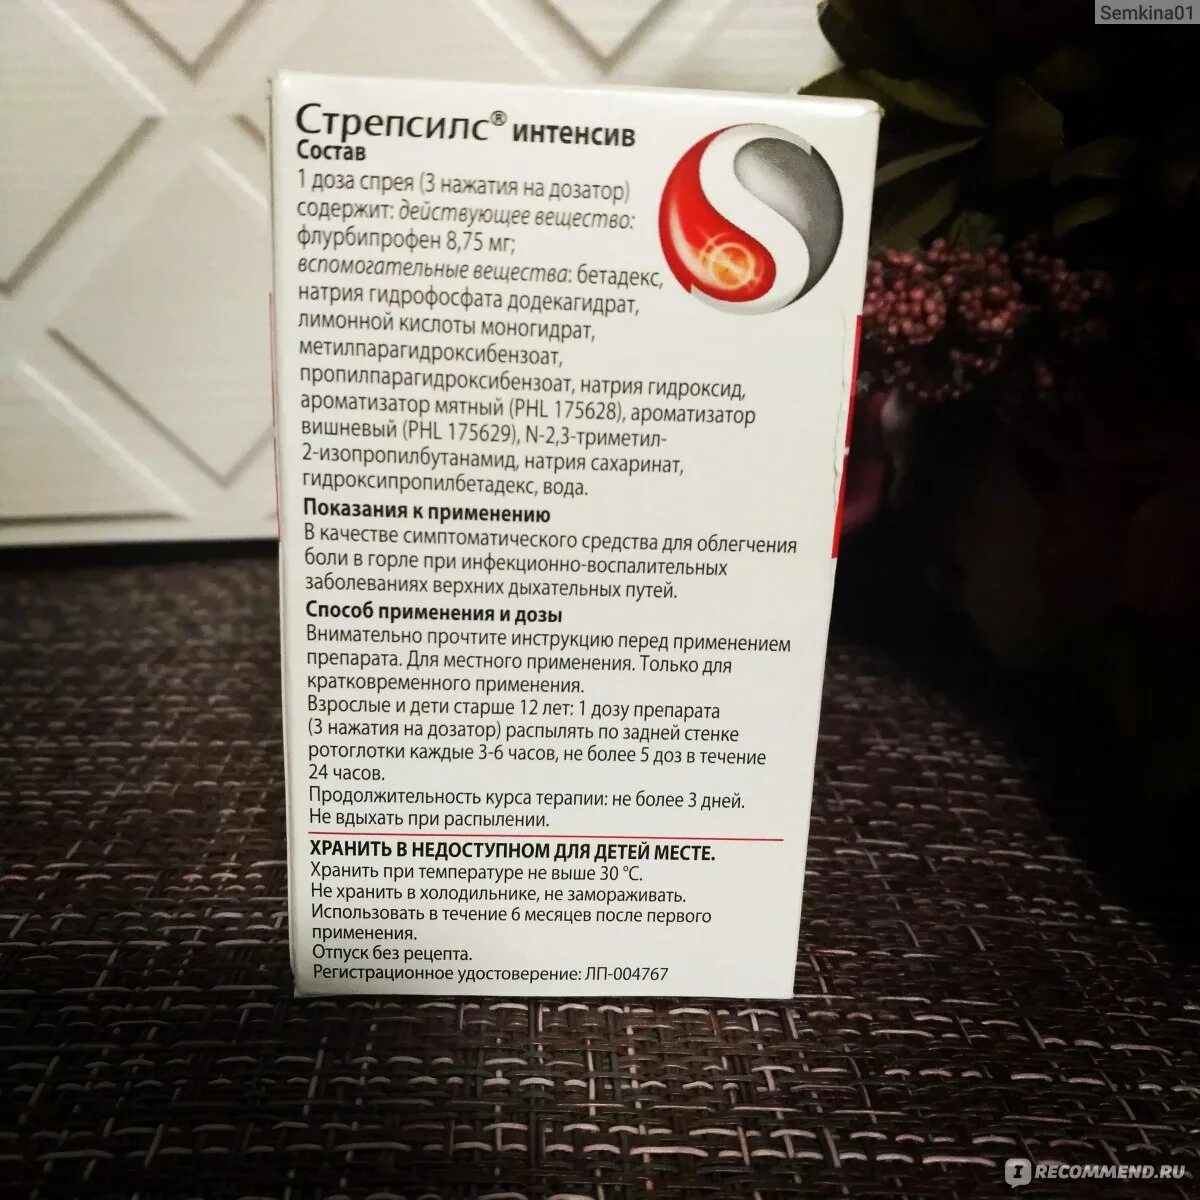 Semkina01
Стрепсилс® интенсив
Состав
1 доза спрея (3 нажатия на дозатор)
содержит: действующее вещество:
флурбипрофен 8,75 мг;
вспомогательные вещества: бетадекс,
натрия гидрофосфата додекагидрат,
лимонной кислоты моногидрат,
метилпарагидроксибензоат,
пропилпарагидроксибензоат, натрия гидроксид,
ароматизатор мятный (PHL 175628), ароматизатор
вишневый (PHL 175629), N-2,3-триметил-
2-изопропилбутанамид, натрия сахаринат,
гидроксипропилбетадекс, вода.
Показания к применению
В качестве симптоматического средства для облегчения
боли в горле при инфекционно-воспалительных
заболеваниях верхних дыхательных путей.
Способ применения и дозы
Внимательно прочтите инструкцию перед применением
препарата. Для местного применения. Только для
кратковременного применения.
Взрослые и дети старше 12 лет: 1 дозу препарата
(3 нажатия на дозатор) распылять по задней стенке
ротоглотки каждые 3-6 часов, не более 5 доз в течение
24 часов.
Продолжительность курса терапии: не более 3 дней.
Не вдыхать при распылении.
ХРАНИТЬ В НЕДОСТУПНОМ ДЛЯ ДЕТЕЙ МЕСТЕ.
Хранить при температуре не выше 30 °C.
Не хранить в холодильнике, не замораживать.
Использовать в течение 6 месяцев после первого
применения.
Отпуск без рецепта.
Регистрационное удостоверение: ЛП-004767
IRECOMMEND.RU